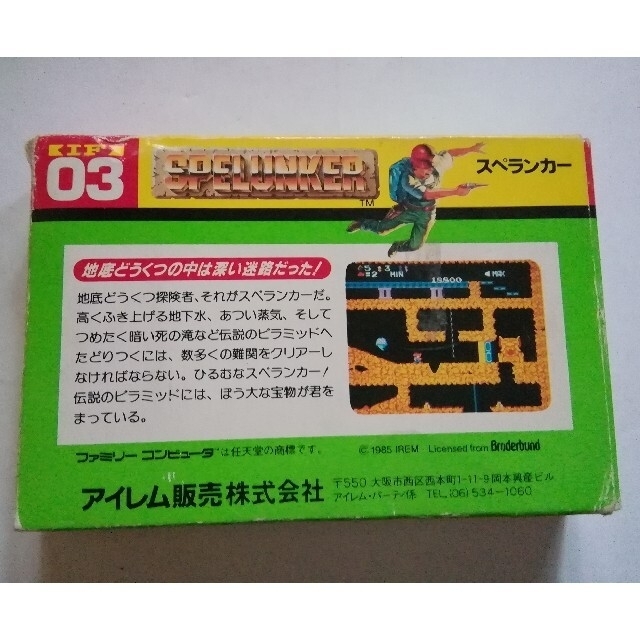 IF
03
SPELUNKER
TM
スペランカー
地底どうくつの中は深い迷路だった!
地底どうくつ探険者、それがスペランカーだ。
高くふき上げる地下水、あつい蒸気、そして
つめたく暗い死の滝など伝説のピラミッドへ
たどりつくには、数多くの難関をクリアーし
なければならない。ひるむなスペランカー!
伝説のピラミッドには、ぼう大な宝物が君を
まっている。
MIN
18600
MAX
ファミリー コンピュータ™は任天堂の商標です。
© 1985 IREM Licensed from Brøderbund
アイレム販売株式会社
〒550 大阪市西区西本町1-11-9 岡本興産ビル
アイレム・パーティ係 TEL.(06)534-1060